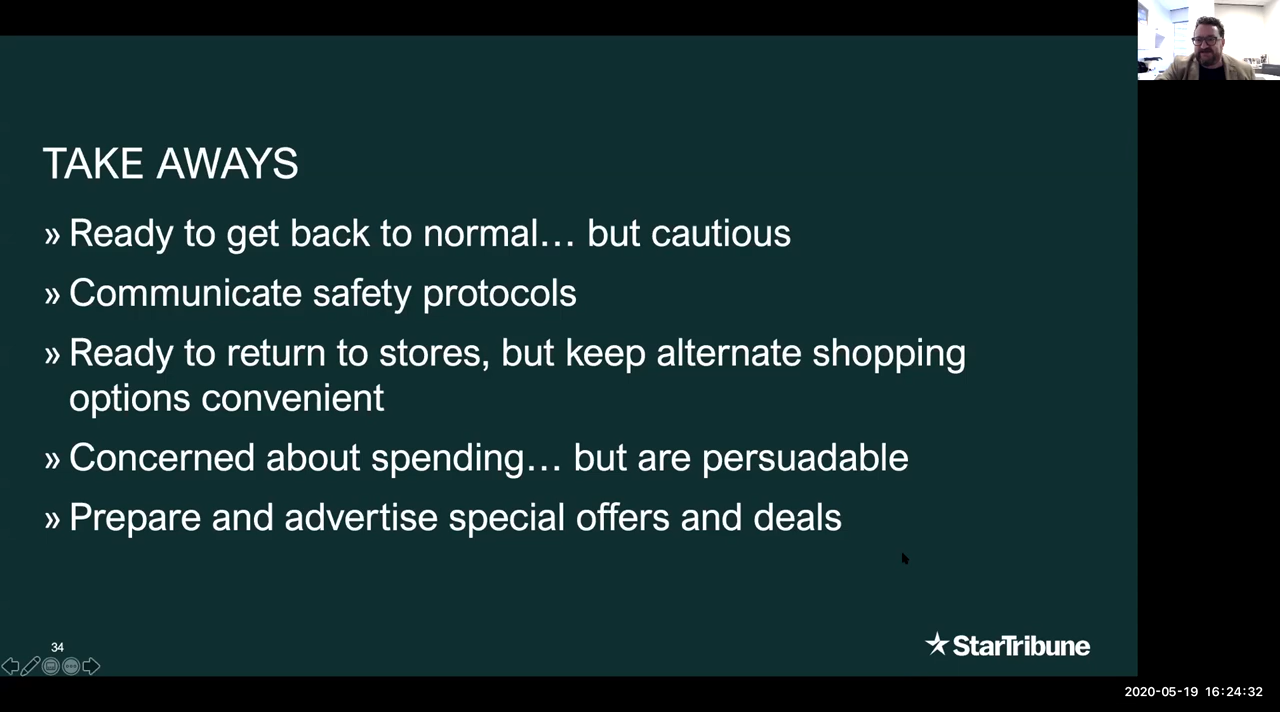 TAKE AWAYS
» Ready to get back to normal… but cautious
» Communicate safety protocols
» Ready to return to stores, but keep alternate shopping
options convenient
» Concerned about spending… but are persuadable
» Prepare and advertise special offers and deals
34
StarTribune
2020-05-19 16:24:32